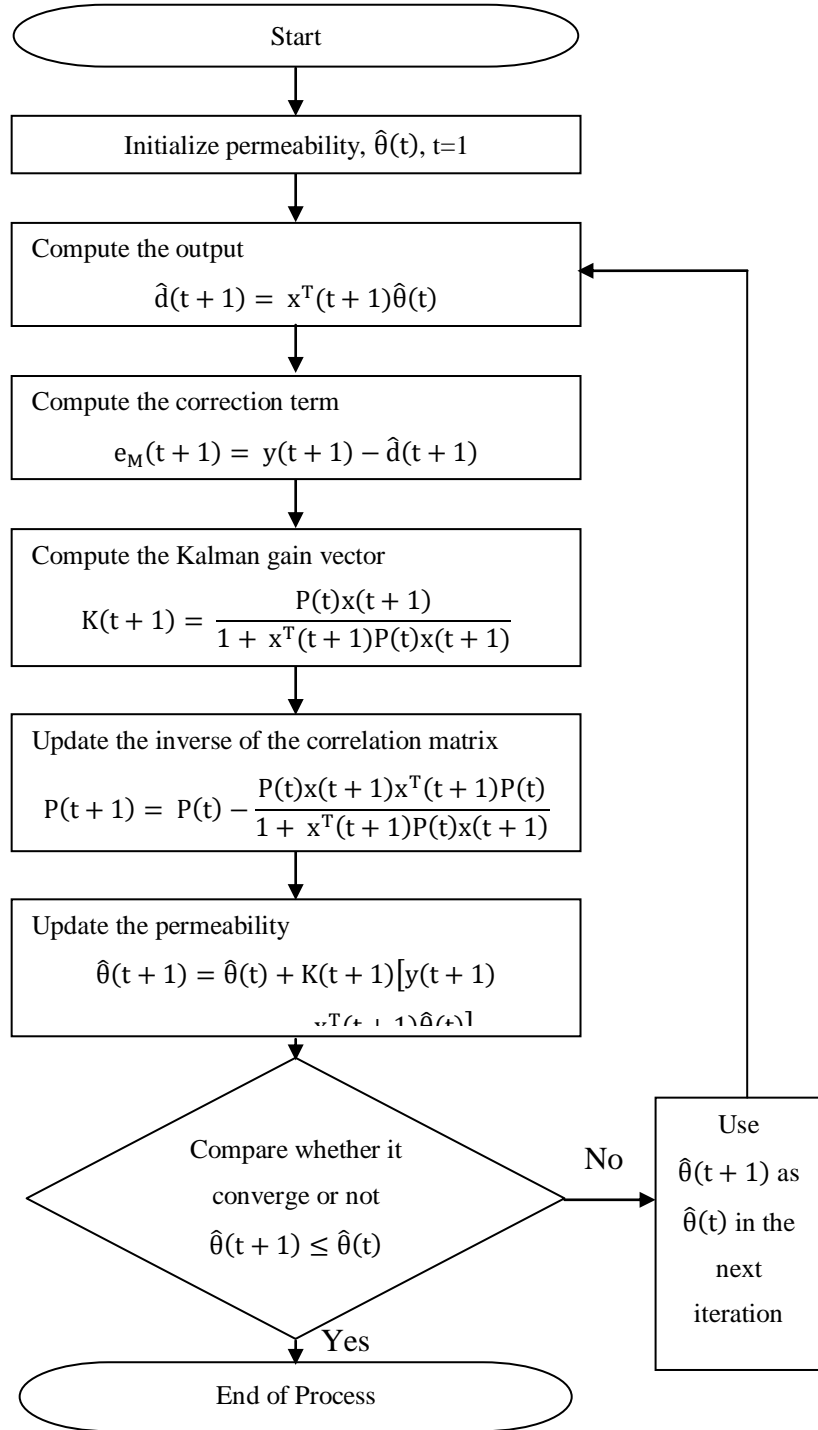 Start
Initialize permeability, θ̂(t), t=1
Compute the output
d̂(t + 1) = xᵀ(t + 1)θ̂(t)
Compute the correction term
e_M(t + 1) = y(t + 1) − d̂(t + 1)
Compute the Kalman gain vector
K(t + 1) = P(t)x(t + 1) / 1 + xᵀ(t + 1)P(t)x(t + 1)
Update the inverse of the correlation matrix
P(t + 1) = P(t) − P(t)x(t + 1)xᵀ(t + 1)P(t) / 1 + xᵀ(t + 1)P(t)x(t + 1)
Update the permeability
θ̂(t + 1) = θ̂(t) + K(t + 1)[y(t + 1)
xᵀ(t + 1)θ̂(t)]
Compare whether it
converge or not
θ̂(t + 1) ≤ θ̂(t)
No
Use
θ̂(t + 1) as
θ̂(t) in the
next
iteration
Yes
End of Process